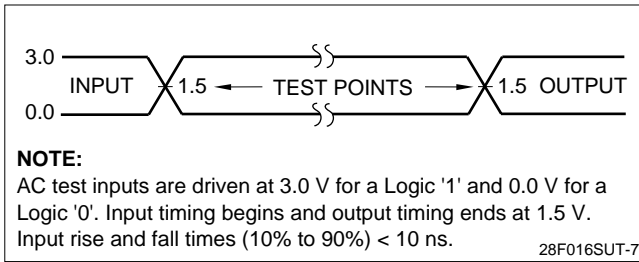 3.0
INPUT 1.5 TEST POINTS 1.5 OUTPUT
0.0
NOTE:
AC test inputs are driven at 3.0 V for a Logic '1' and 0.0 V for a
Logic '0'. Input timing begins and output timing ends at 1.5 V.
Input rise and fall times (10% to 90%) < 10 ns.
28F016SUT-7